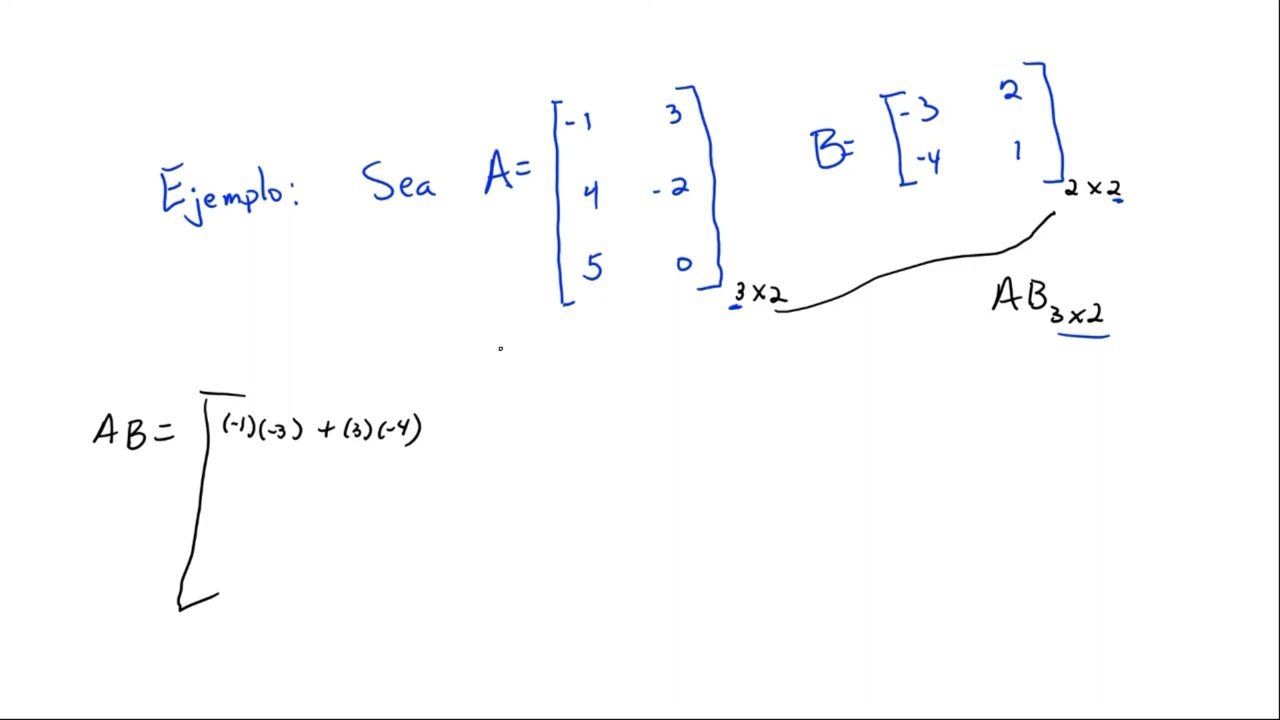 Ejemplo: Sea A= [-1 3
4 -2
5 0] 3x2
B= [-3 2
-4 1] 2x2
AB 3x2
AB= [(-1)(-3) + (3)(-4)